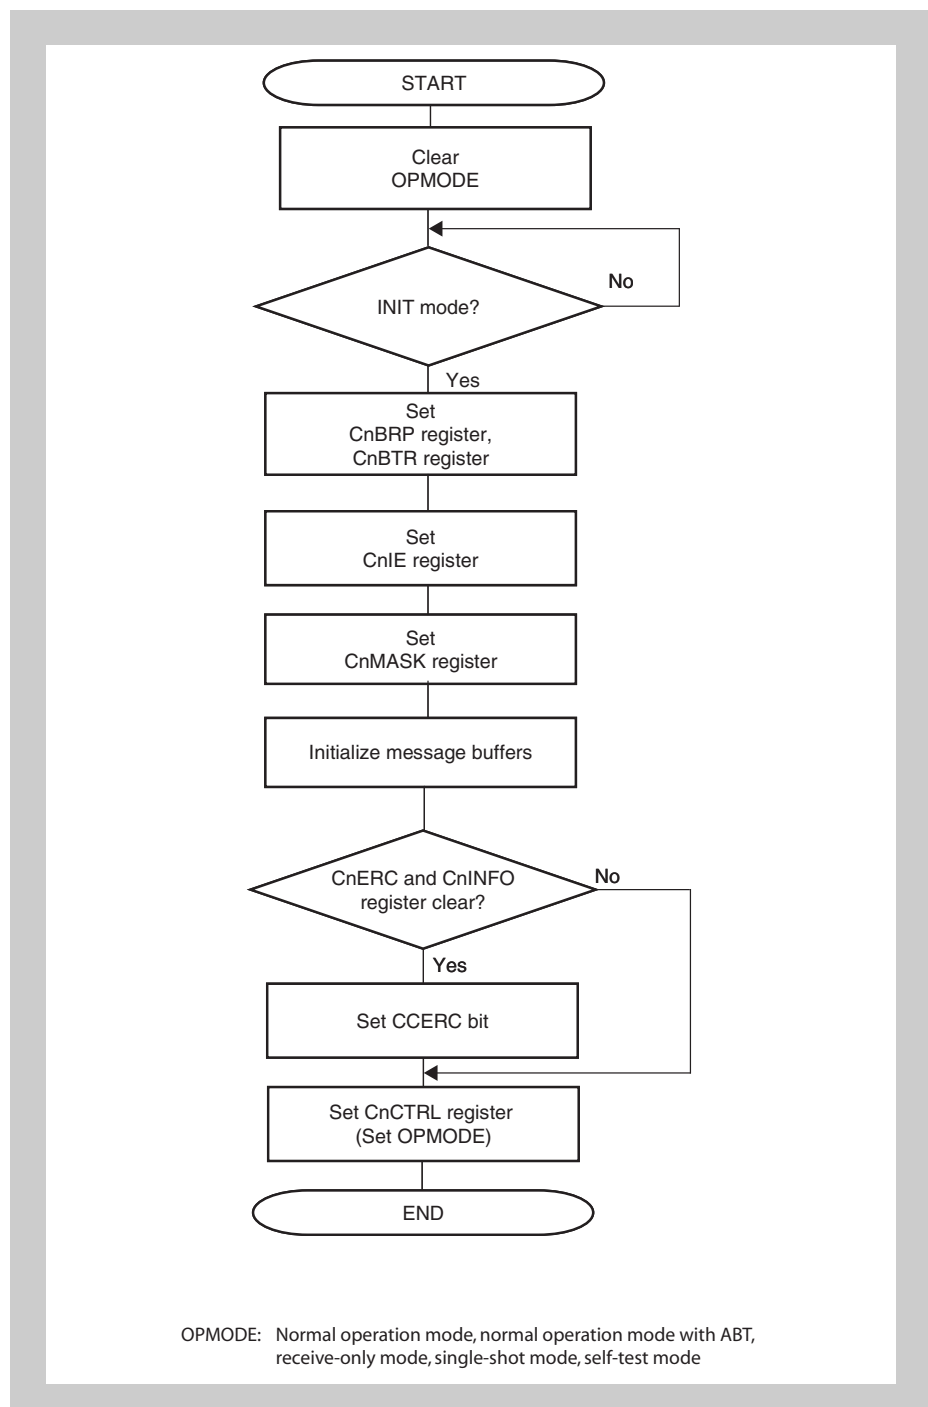 START
Clear
OPMODE
No
INIT mode?
Yes
Set
CnBRP register,
CnBTR register
Set
CnIE register
Set
CnMASK register
Initialize message buffers
CnERC and CnINFO
register clear?
No
Yes
Set CCERC bit
Set CnCTRL register
(Set OPMODE)
END
OPMODE: Normal operation mode, normal operation mode with ABT,
receive-only mode, single-shot mode, self-test mode